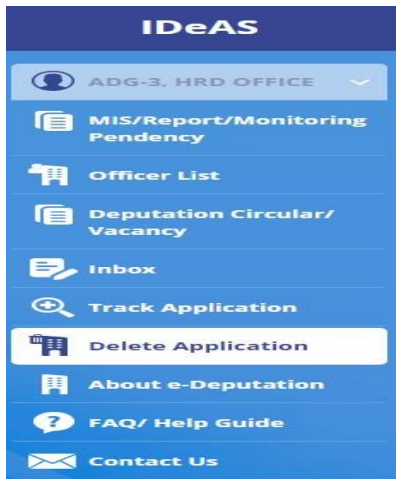 IDeAS
ADG-3, HRD OFFICE
MIS/Report/Monitoring
Pendency
Officer List
Deputation Circular/
Vacancy
Inbox
Track Application
Delete Application
About e-Deputation
FAQ/ Help Guide
Contact Us